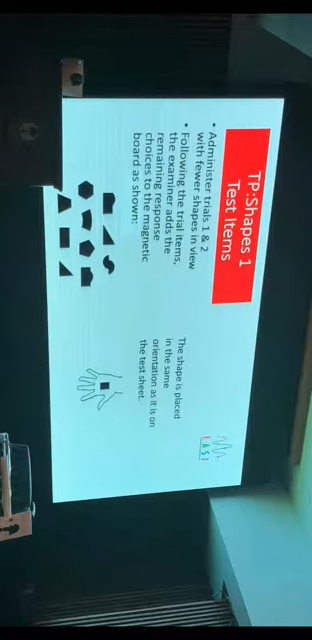 TP:Shapes 1
Test Items
• Administer trials 1 & 2
with fewer shapes in view
• Following the trial items,
the examiner adds the
remaining response
choices to the magnetic
board as shown:
The shape is placed
in the same
orientation as it is on
the test sheet.
EASI